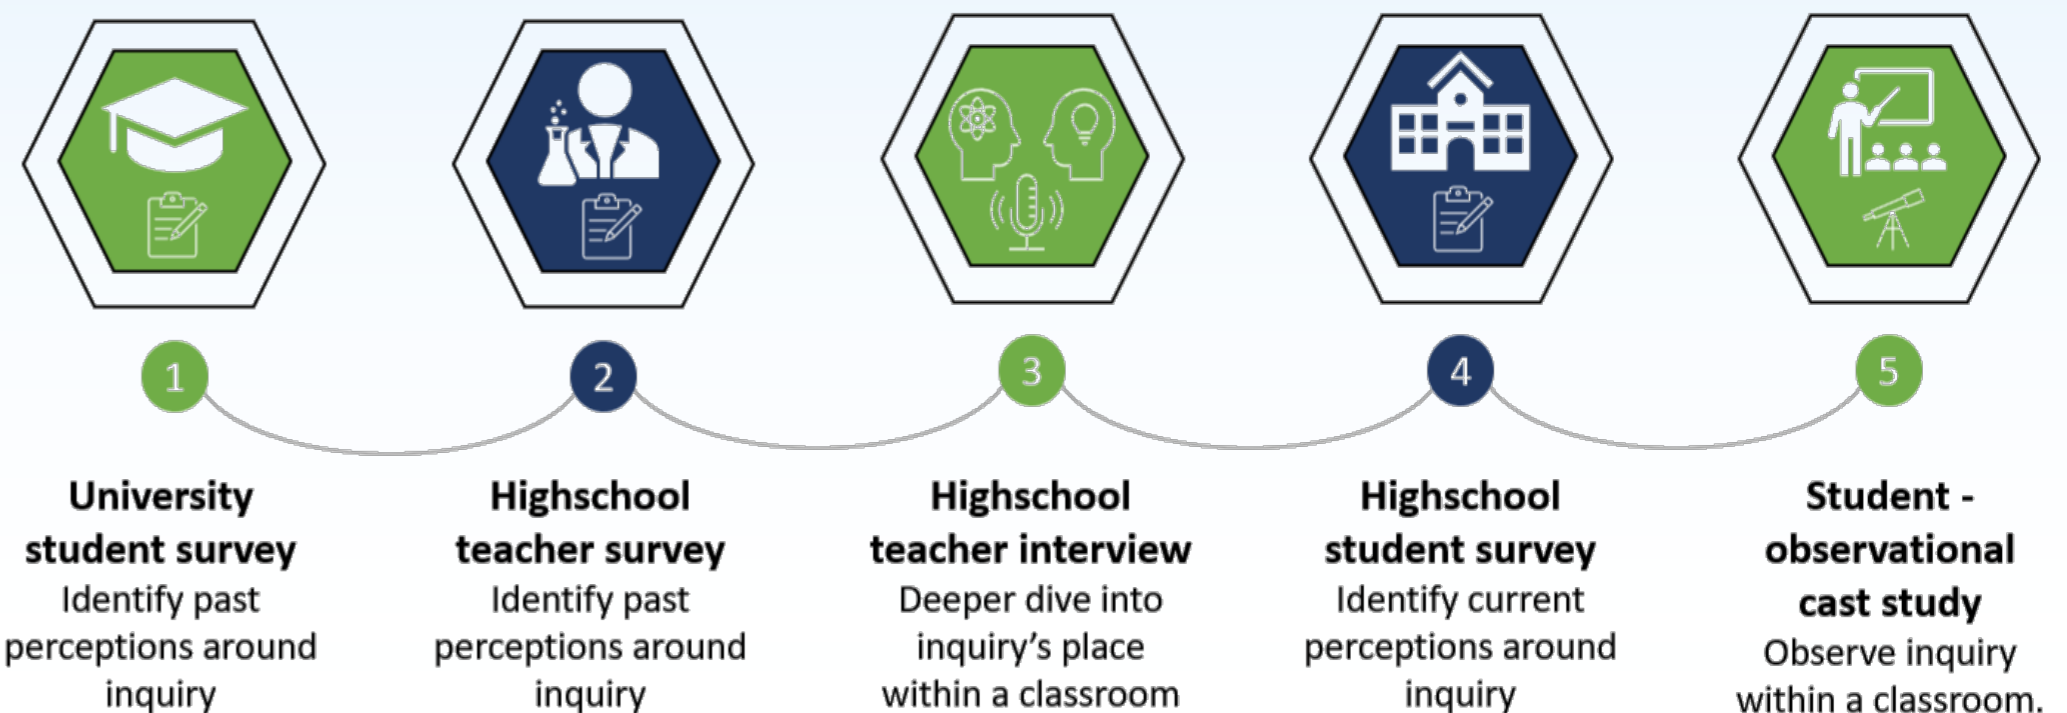 1
2
3
4
5
University
student survey
Identify past
perceptions around
inquiry
Highschool
teacher survey
Identify past
perceptions around
inquiry
Highschool
teacher interview
Deeper dive into
inquiry’s place
within a classroom
Highschool
student survey
Identify current
perceptions around
inquiry
Student -
observational
cast study
Observe inquiry
within a classroom.